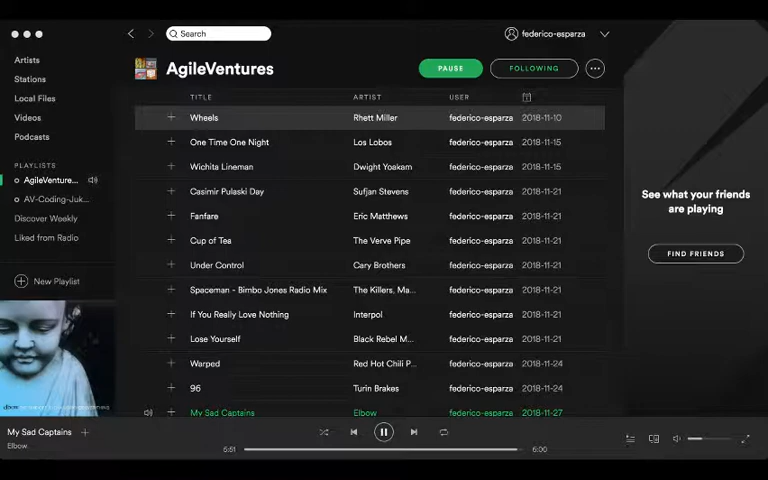 Search
federico-esparza
Artists
Stations
Local Files
Videos
Podcasts
PLAYLISTS
AgileVenture...
AV-Coding-Juk...
Discover Weekly
Liked from Radio
New Playlist
AgileVentures
PAUSE
FOLLOWING
TITLE ARTIST USER
Wheels Rhett Miller federico-esparza 2018-11-10
One Time One Night Los Lobos federico-esparza 2018-11-15
Wichita Lineman Dwight Yoakam federico-esparza 2018-11-15
Casimir Pulaski Day Sufjan Stevens federico-esparza 2018-11-21
Fanfare Eric Matthews federico-esparza 2018-11-21
Cup of Tea The Verve Pipe federico-esparza 2018-11-21
Under Control Cary Brothers federico-esparza 2018-11-21
Spaceman - Bimbo Jones Radio Mix The Killers, Ma... federico-esparza 2018-11-21
If You Really Love Nothing Interpol federico-esparza 2018-11-21
Lose Yourself Black Rebel M... federico-esparza 2018-11-21
Warped Red Hot Chili P... federico-esparza 2018-11-24
96 Turin Brakes federico-esparza 2018-11-24
My Sad Captains Elbow federico-esparza 2018-11-27
See what your friends
are playing
FIND FRIENDS
My Sad Captains
Elbow
5:51
6:00